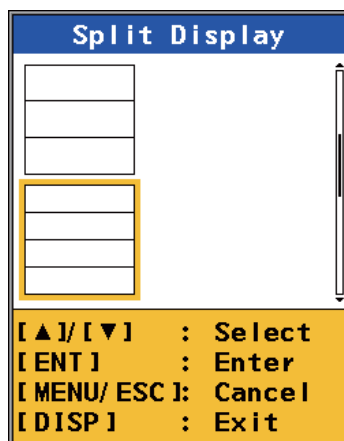 Split Display
[▲]/[▼] : Select
[ENT] : Enter
[MENU/ESC]: Cancel
[DISP] : Exit